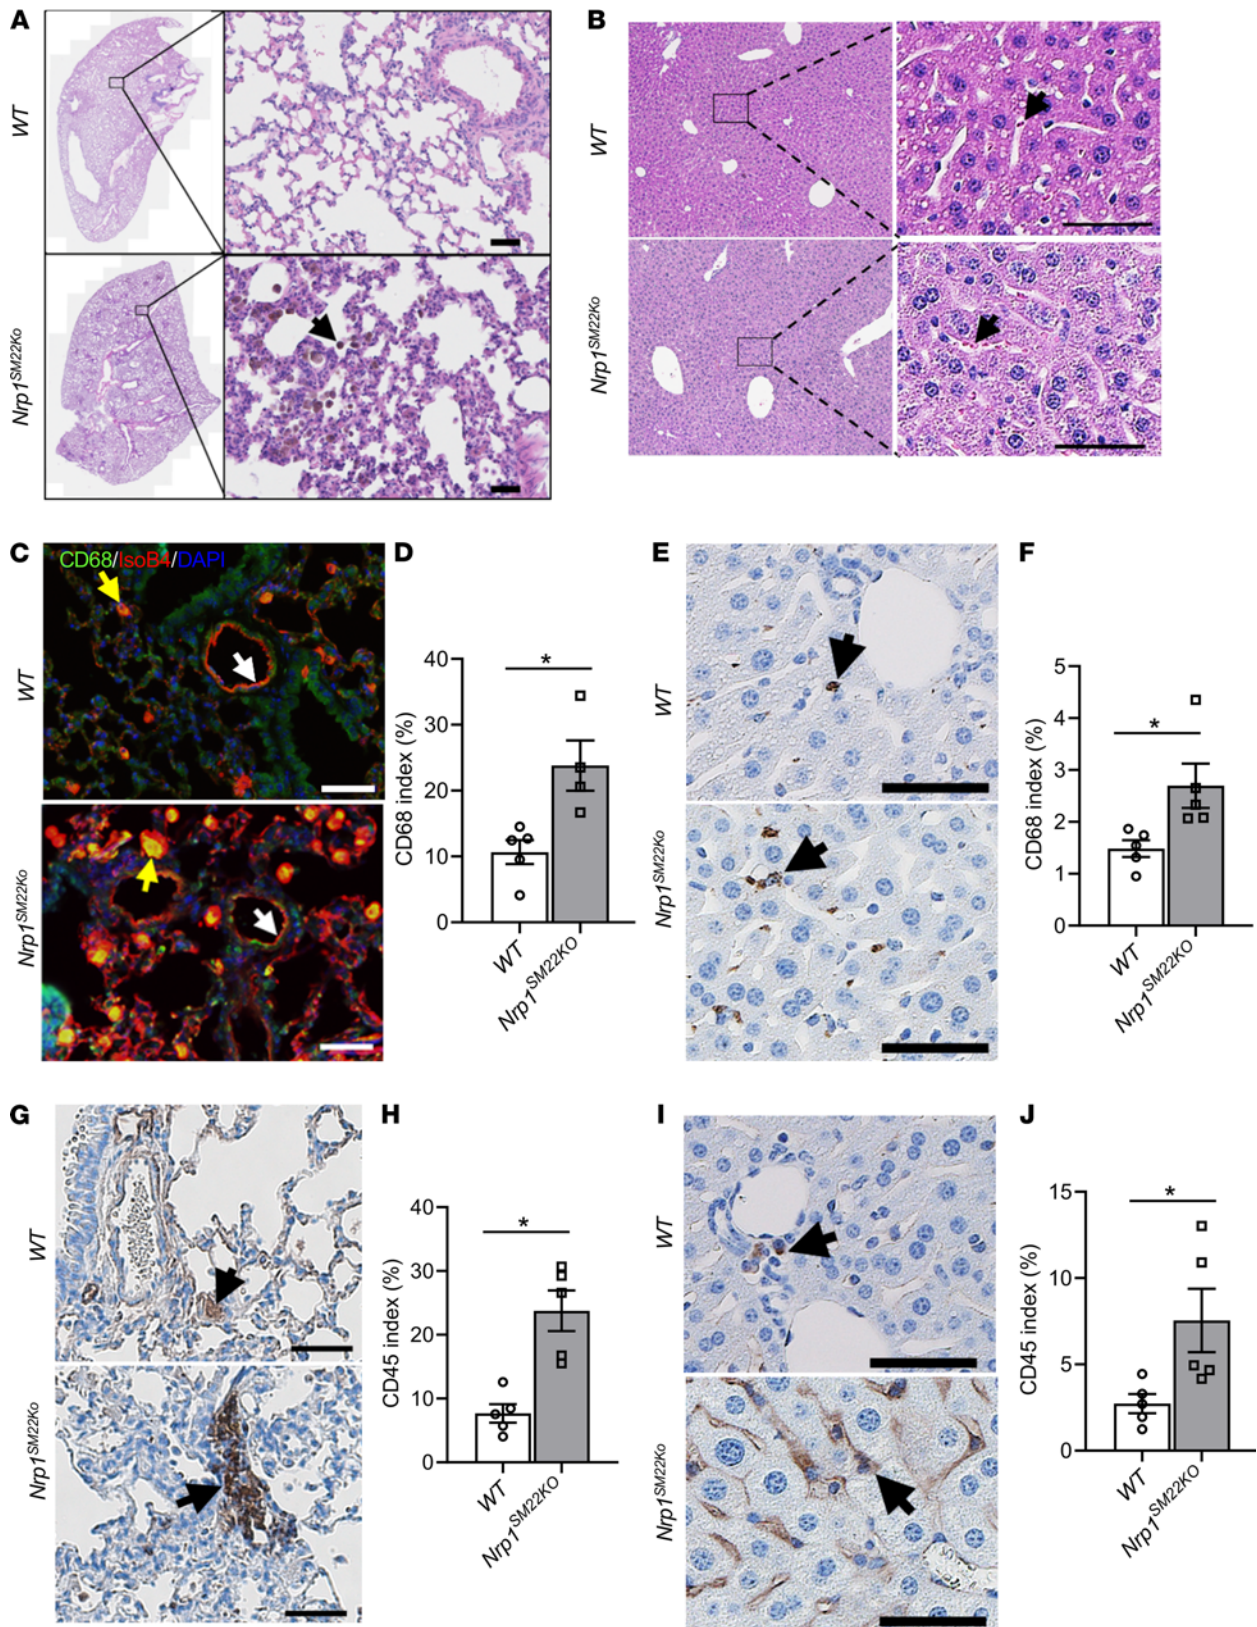 A
B
WT
WT
Nrp1SM22Ko
Nrp1SM22Ko
C
D
E
F
CD68/IsoB4/DAPI
WT
Nrp1SM22Ko
CD68 index (%)
40
30
20
10
0
*
WT
Nrp1SM22KO
WT
Nrp1SM22Ko
CD68 index (%)
5
4
3
2
1
0
*
WT
Nrp1SM22KO
G
H
I
J
WT
Nrp1SM22Ko
CD45 index (%)
40
30
20
10
0
*
WT
Nrp1SM22KO
WT
Nrp1SM22Ko
CD45 index (%)
15
10
5
0
*
WT
Nrp1SM22KO